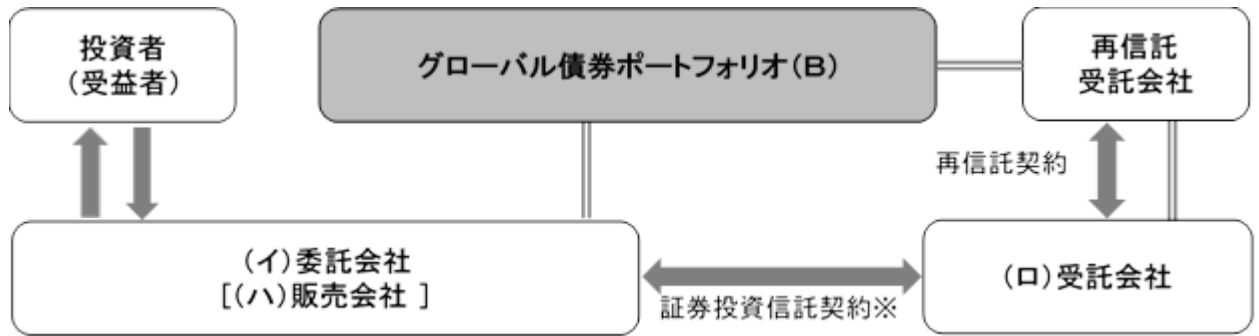 投資者
(受益者)
グローバル債券ポートフォリオ(B)
再信託
受託会社
再信託契約
(イ)委託会社
[(ハ)販売会社 ]
証券投資信託契約※
(ロ)受託会社